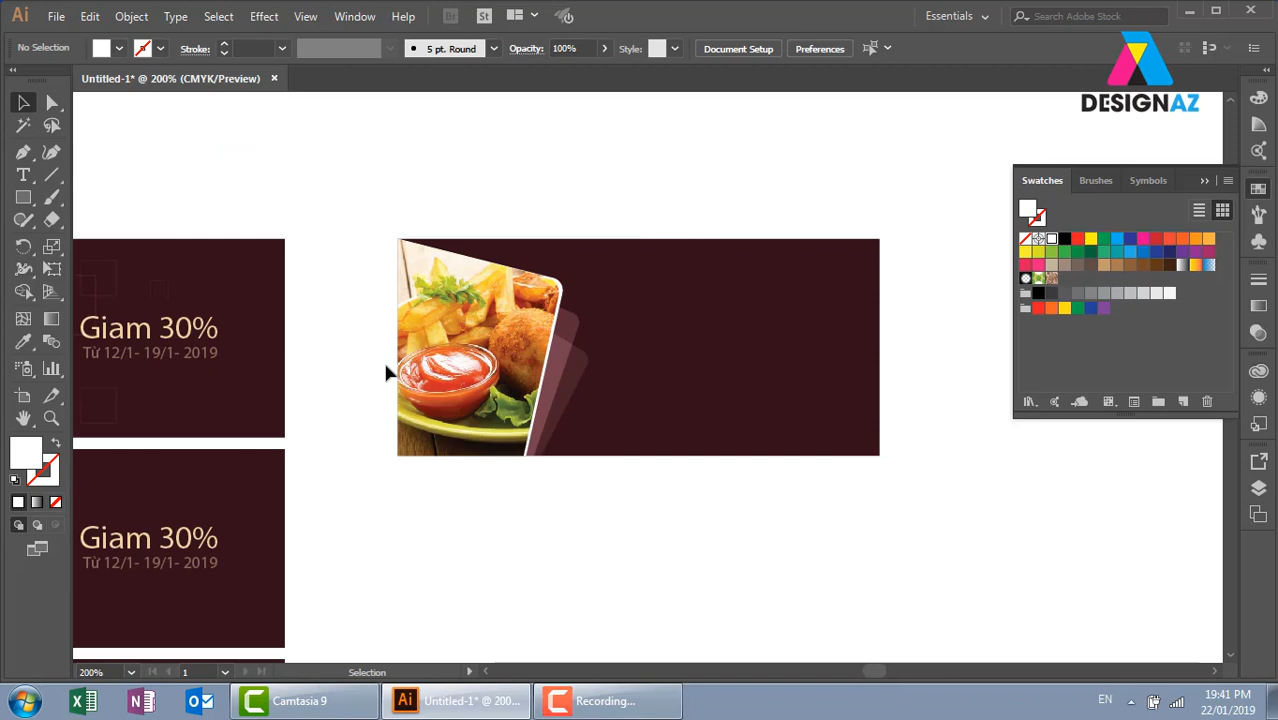 Ai File Edit Object Type Select Effect View Window Help Br St Essentials Search Adobe Stock
No Selection Stroke: 5 pt. Round Opacity: 100% Style: Document Setup Preferences
Untitled-1* @ 200% (CMYK/Preview)
DESIGNAZ
Swatches Brushes Symbols
Giam 30%
Từ 12/1- 19/1- 2019
Giam 30%
Từ 12/1- 19/1- 2019
200% 1 Selection
Camtasia 9
Ai Untitled-1* @ 200...
Recording...
EN
19:41 PM
22/01/2019